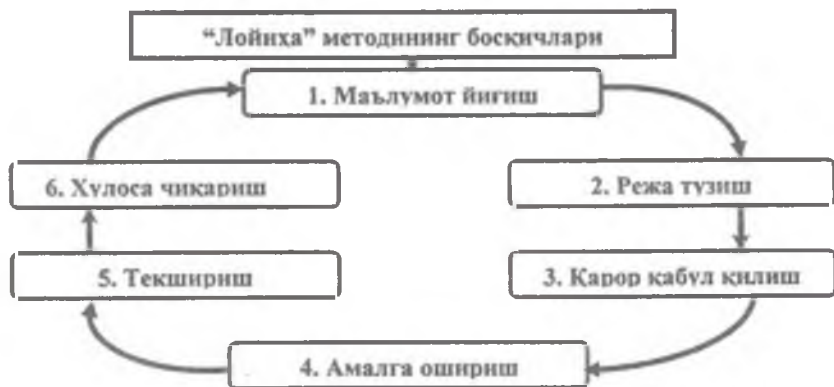 “Лойиҳа” методининг босқичлари
1. Маълумот йиғиш
2. Режа тузиш
3. Қарор қабул қилиш
4. Амалга ошириш
5. Текшириш
6. Хулоса чиқариш